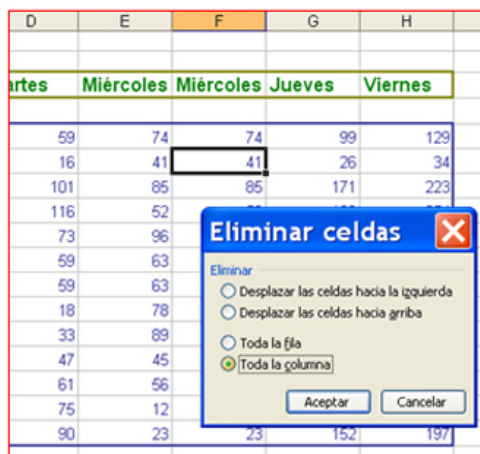 D E F G H
artes Miércoles Miércoles Jueves Viernes
59 74 74 99 129
16 41 41 26 34
101 85 85 171 223
116 52
73 96
59 63
59 63
18 78
33 89
47 45
61 56
75 12
90 23 23 152 197
Eliminar celdas
Eliminar
Desplazar las celdas hacia la izquierda
Desplazar las celdas hacia arriba
Toda la fila
Toda la columna
Aceptar Cancelar